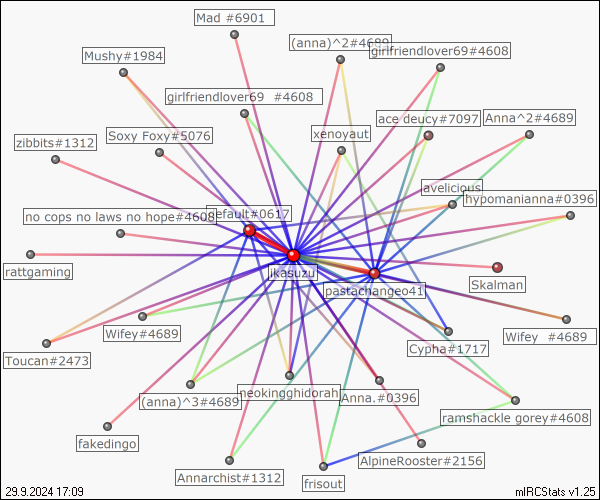 Mad #6901
(anna)^2#4689
girlfriendlover69#4608
Mushy#1984
girlfriendlover69  #4608
ace deucy#7097
Anna^2#4689
xenoyaut
Soxy Foxy#5076
zibbits#1312
javelicious
hypomanianna#0396
no cops no laws no hope#4608
default#0617
rattgaming
ikasuzu
pastachangeo41
Skalman
Wifey#4689
Wifey  #4689
Cypha#1717
Toucan#2473
(anna)^3#4689
neokingghidorah
Anna.#0396
ramshackle gorey#4608
fakedingo
AlpineRooster#2156
Annarchist#1312
frisout
29.9.2024 17:09
mIRCStats v1.25